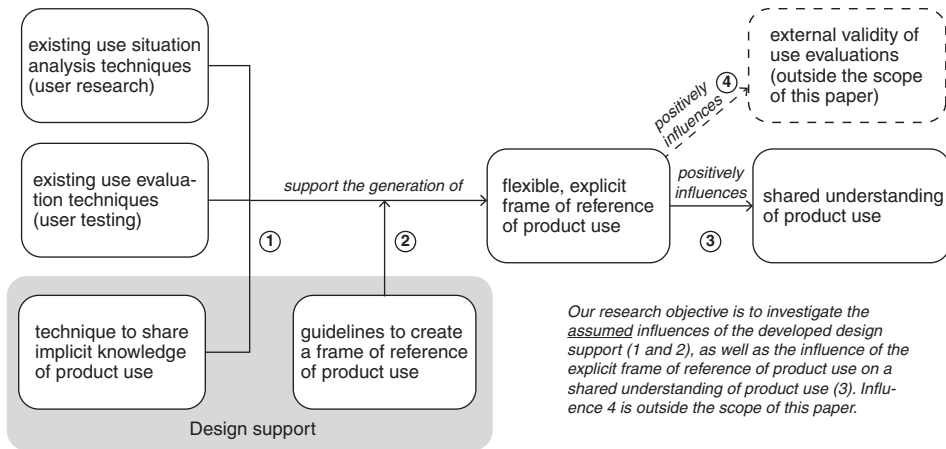 existing use situation
analysis techniques
(user research)
existing use evalua-
tion techniques
(user testing)
technique to share
implicit knowledge
of product use
guidelines to create
a frame of reference
of product use
Design support
1
2
support the generation of
flexible, explicit
frame of reference
of product use
positively
influences
4
external validity of
use evaluations
(outside the scope
of this paper)
positively
influences
3
shared understanding
of product use
Our research objective is to investigate the
assumed influences of the developed design
support (1 and 2), as well as the influence of the
explicit frame of reference of product use on a
shared understanding of product use (3). Influ-
ence 4 is outside the scope of this paper.